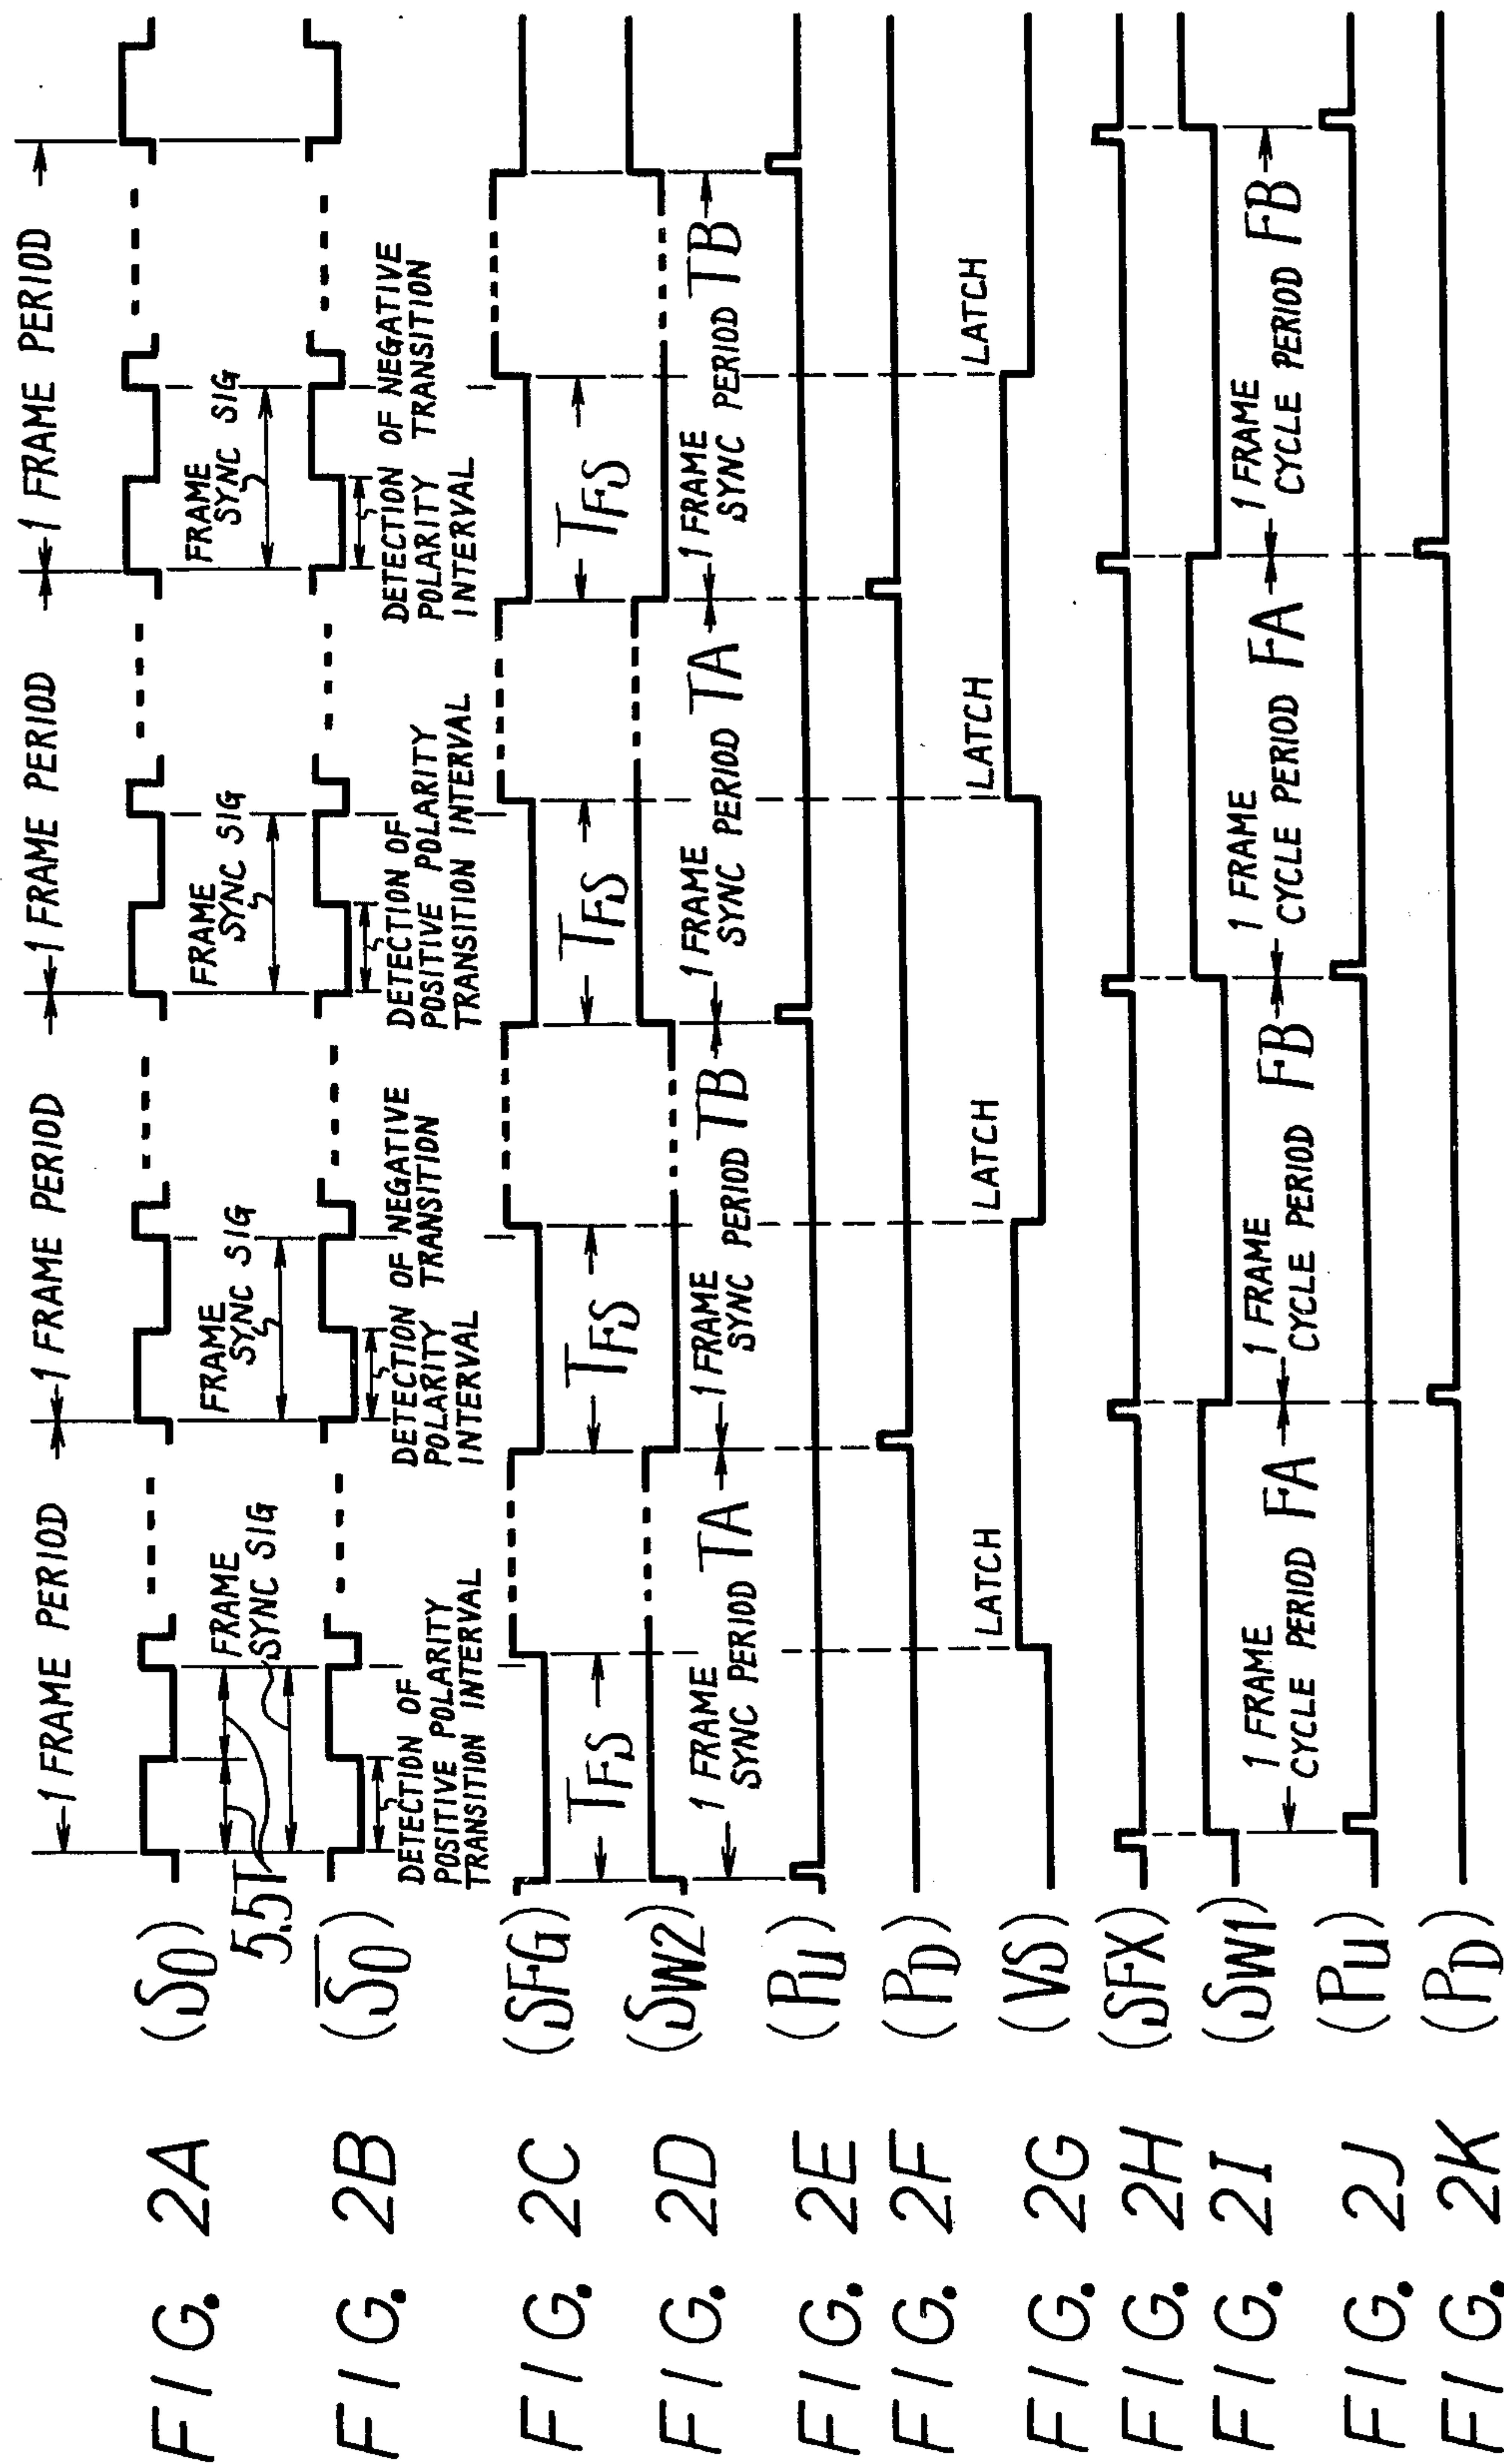 FIG. 2A (S0)
1 FRAME PERIOD
1 FRAME PERIOD
1 FRAME PERIOD
1 FRAME PERIOD
5.5T
FRAME
SYNC SIG
FRAME
SYNC SIG
FRAME
SYNC SIG
FRAME
SYNC SIG
FIG. 2B (S̅0̅)
DETECTION OF
POSITIVE POLARITY
TRANSITION INTERVAL
DETECTION OF NEGATIVE
POLARITY TRANSITION
INTERVAL
DETECTION OF
POSITIVE POLARITY
TRANSITION INTERVAL
DETECTION OF NEGATIVE
POLARITY TRANSITION
INTERVAL
FIG. 2C (SFG)
TFS
TFS
TFS
TFS
FIG. 2D (SW2)
1 FRAME
SYNC PERIOD TA
1 FRAME
SYNC PERIOD TB
1 FRAME
SYNC PERIOD TA
1 FRAME
SYNC PERIOD TB
FIG. 2E (PU)
FIG. 2F (PD)
FIG. 2G (VS)
LATCH
LATCH
LATCH
LATCH
FIG. 2H (SFX)
FIG. 2I (SW1)
1 FRAME
CYCLE PERIOD FA
1 FRAME
CYCLE PERIOD FB
1 FRAME
CYCLE PERIOD FA
1 FRAME
CYCLE PERIOD FB
FIG. 2J (PU)
FIG. 2K (PD)